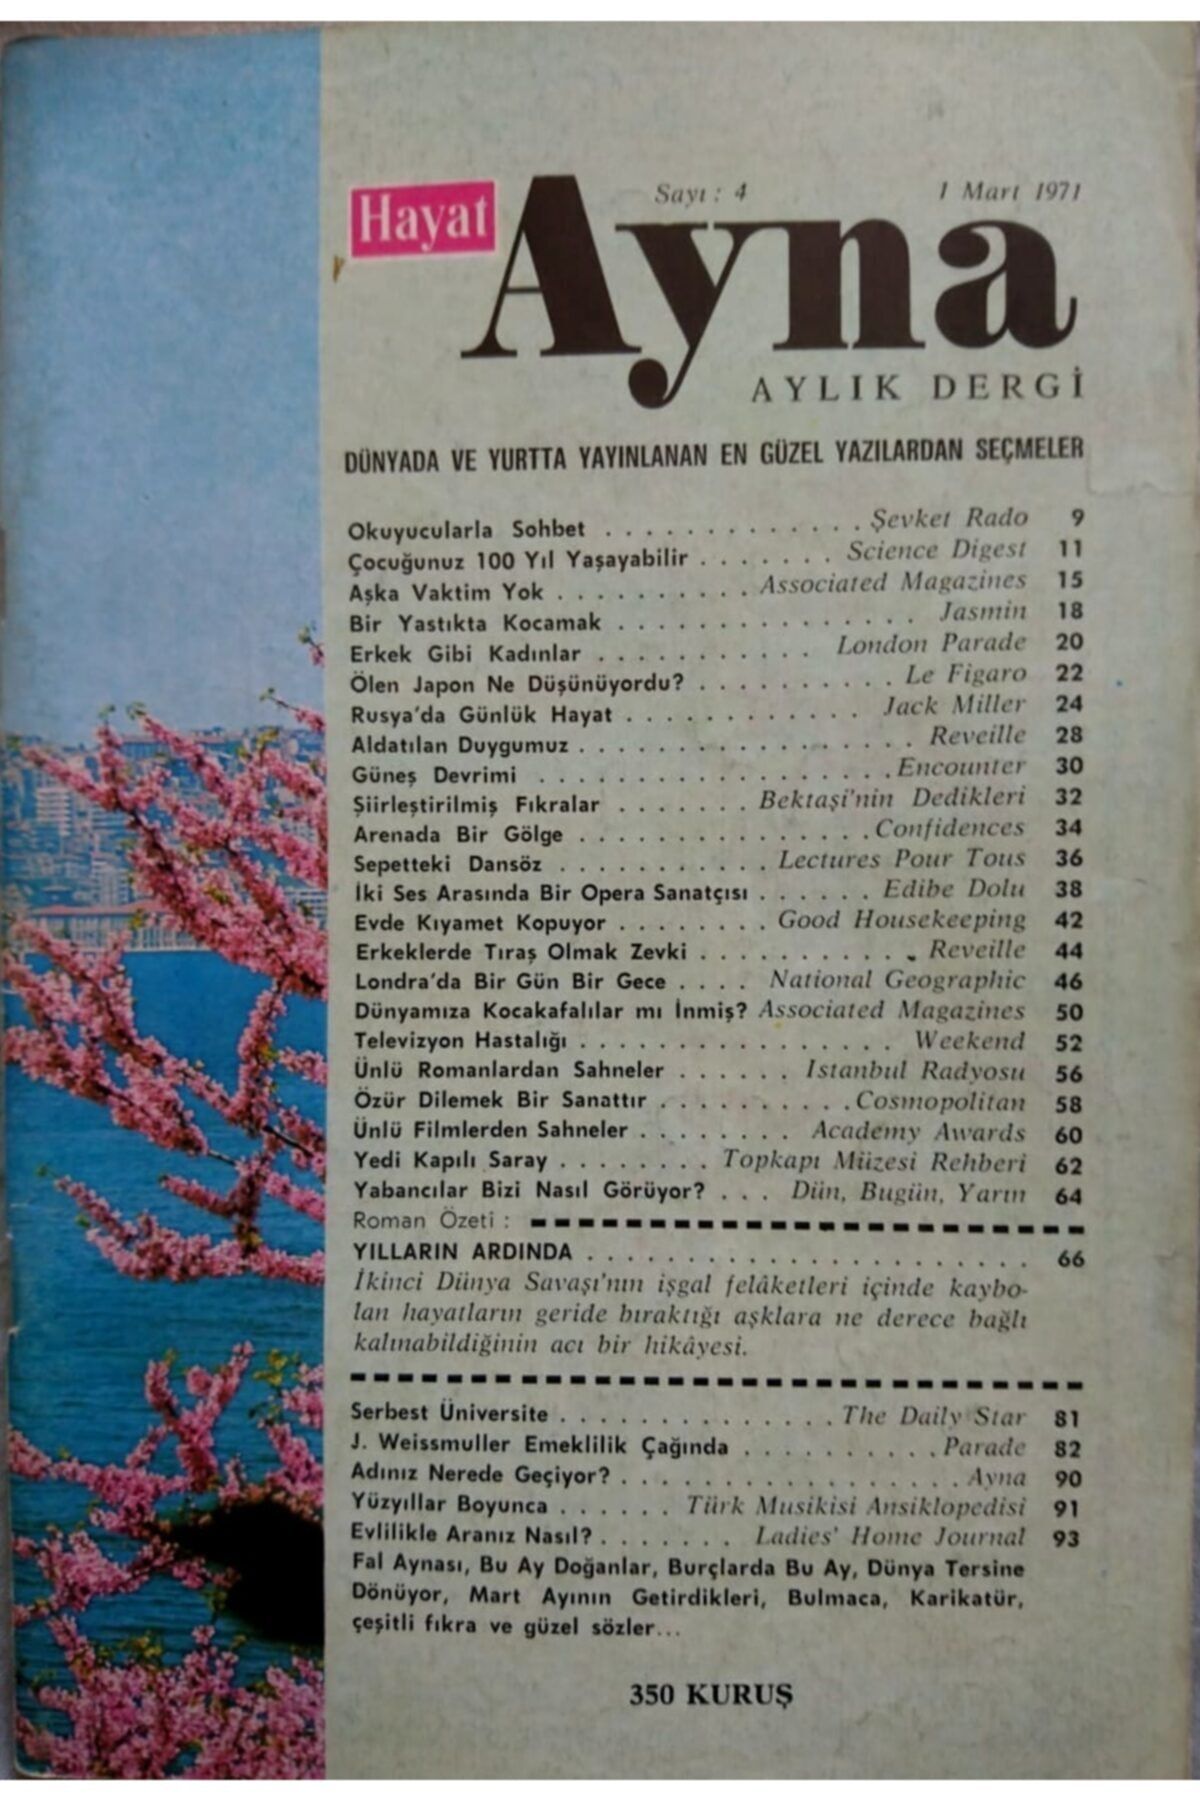 Hayat
Sayı: 4
1 Mart 1971
Ayna
AYLIK DERGİ
DÜNYADA VE YURTTA YAYINLANAN EN GÜZEL YAZILARDAN SEÇMELER
Okuyucularla Sohbet . . . . . . . . . . . . . Şevket Rado 9
Çocuğunuz 100 Yıl Yaşayabilir . . . . . . . Science Digest 11
Aşka Vaktim Yok . . . . . . . . . . Associated Magazines 15
Bir Yastıkta Kocamak . . . . . . . . . . . . . . . Jasmin 18
Erkek Gibi Kadınlar . . . . . . . . . . . London Parade 20
Ölen Japon Ne Düşünüyordu? . . . . . . . . . . Le Figaro 22
Rusya'da Günlük Hayat . . . . . . . . . . . . Jack Miller 24
Aldatılan Duygumuz . . . . . . . . . . . . . . . . . Reveille 28
Güneş Devrimi . . . . . . . . . . . . . . . . . . Encounter 30
Şiirleştirilmiş Fıkralar . . . . . . . Bektaşi'nin Dedikleri 32
Arenada Bir Gölge . . . . . . . . . . . . . . . Confidences 34
Sepetteki Dansöz . . . . . . . . . . . Lectures Pour Tous 36
İki Ses Arasında Bir Opera Sanatçısı . . . . . . Edibe Dolu 38
Evde Kıyamet Kopuyor . . . . . . . . Good Housekeeping 42
Erkeklerde Tıraş Olmak Zevki . . . . . . . . . . . . Reveille 44
Londra'da Bir Gün Bir Gece . . . . National Geographic 46
Dünyamıza Kocakafalılar mı İnmiş? Associated Magazines 50
Televizyon Hastalığı . . . . . . . . . . . . . . . . Weekend 52
Ünlü Romanlardan Sahneler . . . . . . İstanbul Radyosu 56
Özür Dilemek Bir Sanattır . . . . . . . . . . Cosmopolitan 58
Ünlü Filmlerden Sahneler . . . . . . . . Academy Awards 60
Yedi Kapılı Saray . . . . . . . . Topkapı Müzesi Rehberi 62
Yabancılar Bizi Nasıl Görüyor? . . . Dün, Bugün, Yarın 64
Roman Özeti :
YILLARIN ARDINDA . . . . . . . . . . . . . . . . . . . . . 66
İkinci Dünya Savaşı'nın işgal felâketleri içinde kaybo-
lan hayatların geride bıraktığı aşklara ne derece bağlı
kalınabildiğinin acı bir hikâyesi.
Serbest Üniversite . . . . . . . . . . . . . . The Daily Star 81
J. Weissmuller Emeklilik Çağında . . . . . . . . . . Parade 82
Adınız Nerede Geçiyor? . . . . . . . . . . . . . . . . . Ayna 90
Yüzyıllar Boyunca . . . . . . Türk Musikisi Ansiklopedisi 91
Evlilikle Aranız Nasıl? . . . . . . . Ladies' Home Journal 93
Fal Aynası, Bu Ay Doğanlar, Burçlarda Bu Ay, Dünya Tersine
Dönüyor, Mart Ayının Getirdikleri, Bulmaca, Karikatür,
çeşitli fıkra ve güzel sözler...
350 KURUŞ